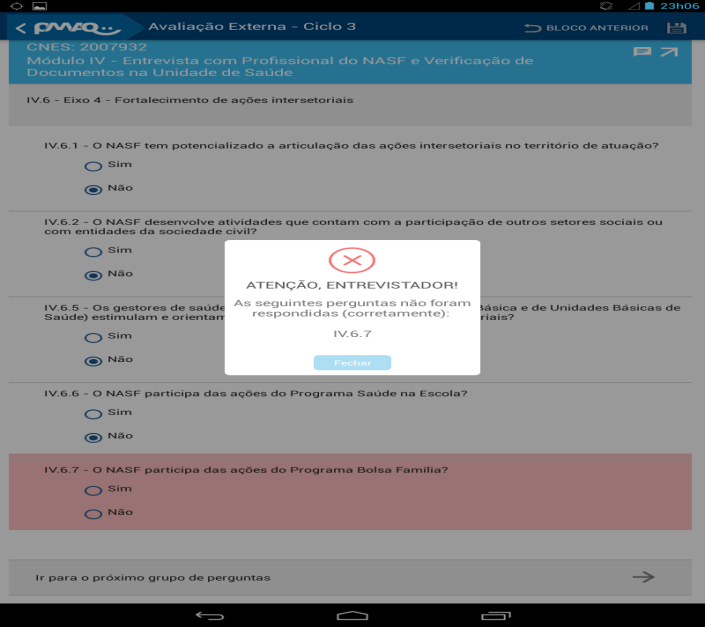 23h06
pmaq
Avaliação Externa - Ciclo 3
BLOCO ANTERIOR
CNES: 2007932
Módulo IV - Entrevista com Profissional do NASF e Verificação de
Documentos na Unidade de Saúde
IV.6 - Eixo 4 - Fortalecimento de ações intersetoriais
IV.6.1 - O NASF tem potencializado a articulação das ações intersetoriais no território de atuação?
Sim
Não
IV.6.2 - O NASF desenvolve atividades que contam com a participação de outros setores sociais ou
com entidades da sociedade civil?
Sim
Não
IV.6.5 - Os gestores de saúde
Básica e de Unidades Básicas de
Saúde) estimulam e orientam
riais?
Sim
Não
ATENÇÃO, ENTREVISTADOR!
As seguintes perguntas não foram
respondidas (corretamente):
IV.6.7
Fechar
IV.6.6 - O NASF participa das ações do Programa Saúde na Escola?
Sim
Não
IV.6.7 - O NASF participa das ações do Programa Bolsa Família?
Sim
Não
Ir para o próximo grupo de perguntas